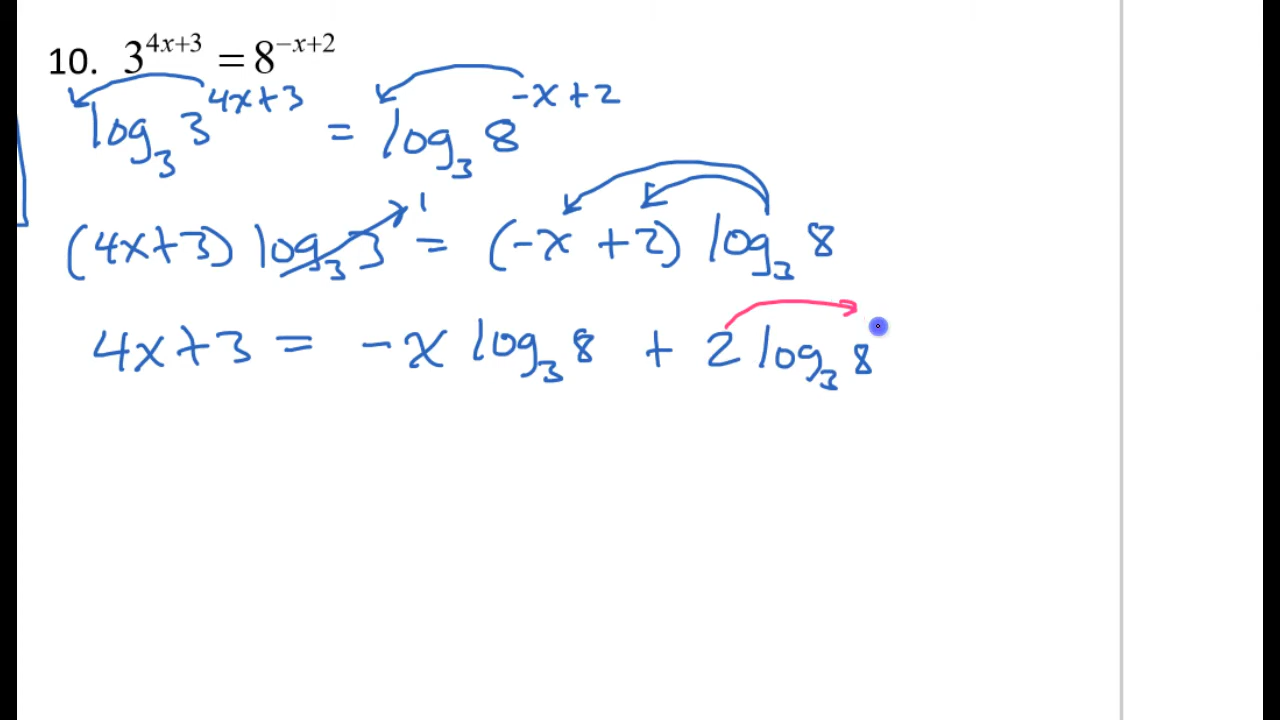 10. 3^{4x+3} = 8^{-x+2}
log_3 3^{4x+3} = log_3 8^{-x+2}
(4x+3) log_3 3 ^1 = (-x +2) log_3 8
4x+3 = -x log_3 8 + 2 log_3 8